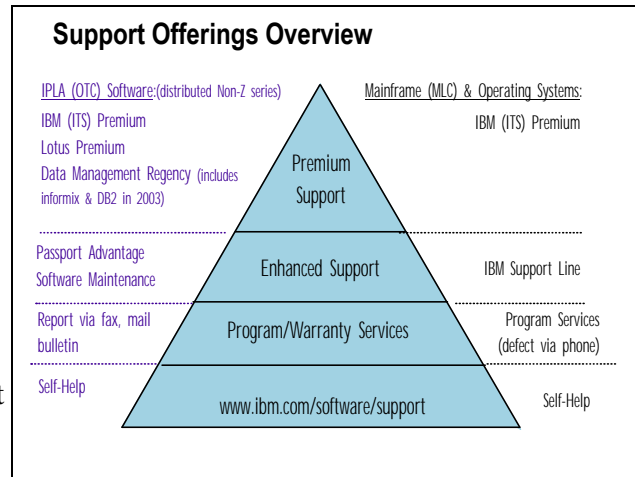 Support Offerings Overview
IPLA (OTC) Software:(distributed Non-Z series)
IBM (ITS) Premium
Lotus Premium
Data Management Regency (includes
informix & DB2 in 2003)
Mainframe (MLC) & Operating Systems:
IBM (ITS) Premium
Premium
Support
Passport Advantage
Software Maintenance
Enhanced Support
IBM Support Line
Report via fax, mail
bulletin
Program/Warranty Services
Program Services
(defect via phone)
Self-Help
www.ibm.com/software/support
Self-Help
t